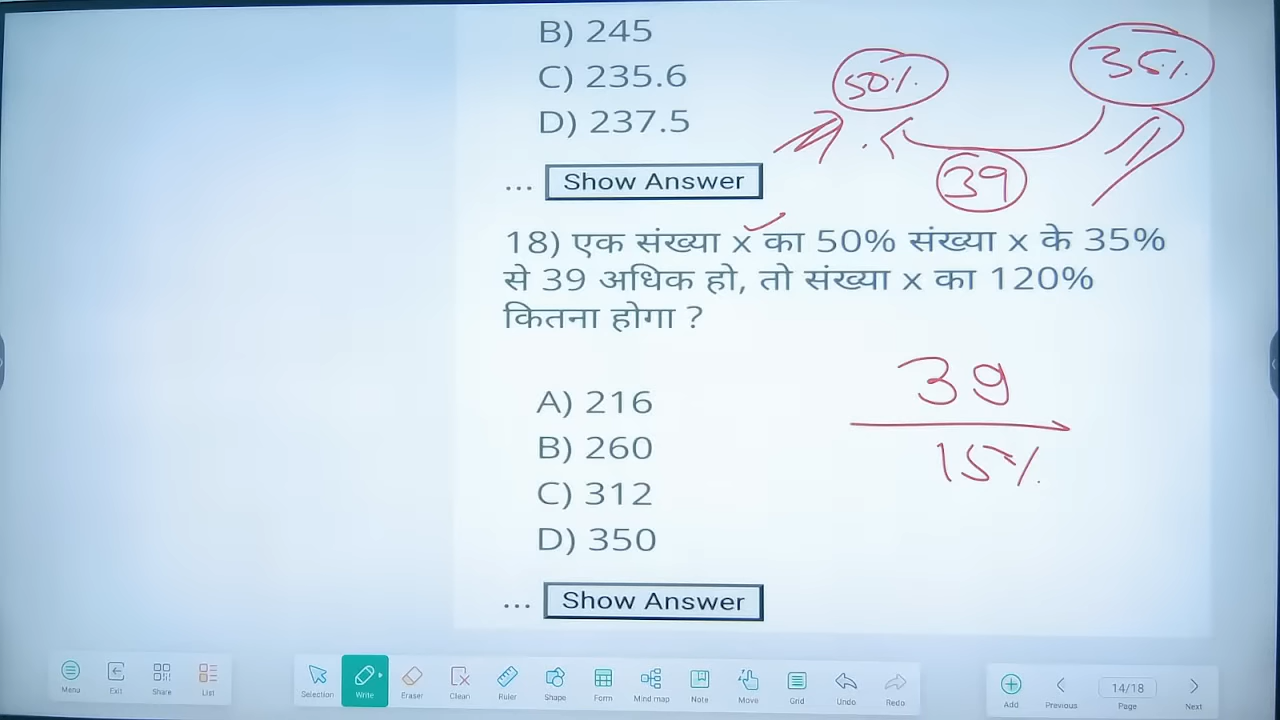 B) 245
C) 235.6
D) 237.5
50%
35%
39
... Show Answer
18) एक संख्या x का 50% संख्या x के 35%
से 39 अधिक हो, तो संख्या x का 120%
कितना होगा ?
39
15%
A) 216
B) 260
C) 312
D) 350
... Show Answer
Menu Exit Share List Selection Write Eraser Clean Ruler Shape Form Mind map Note Move Grid Undo Redo Add Previous 14/18 Page Next